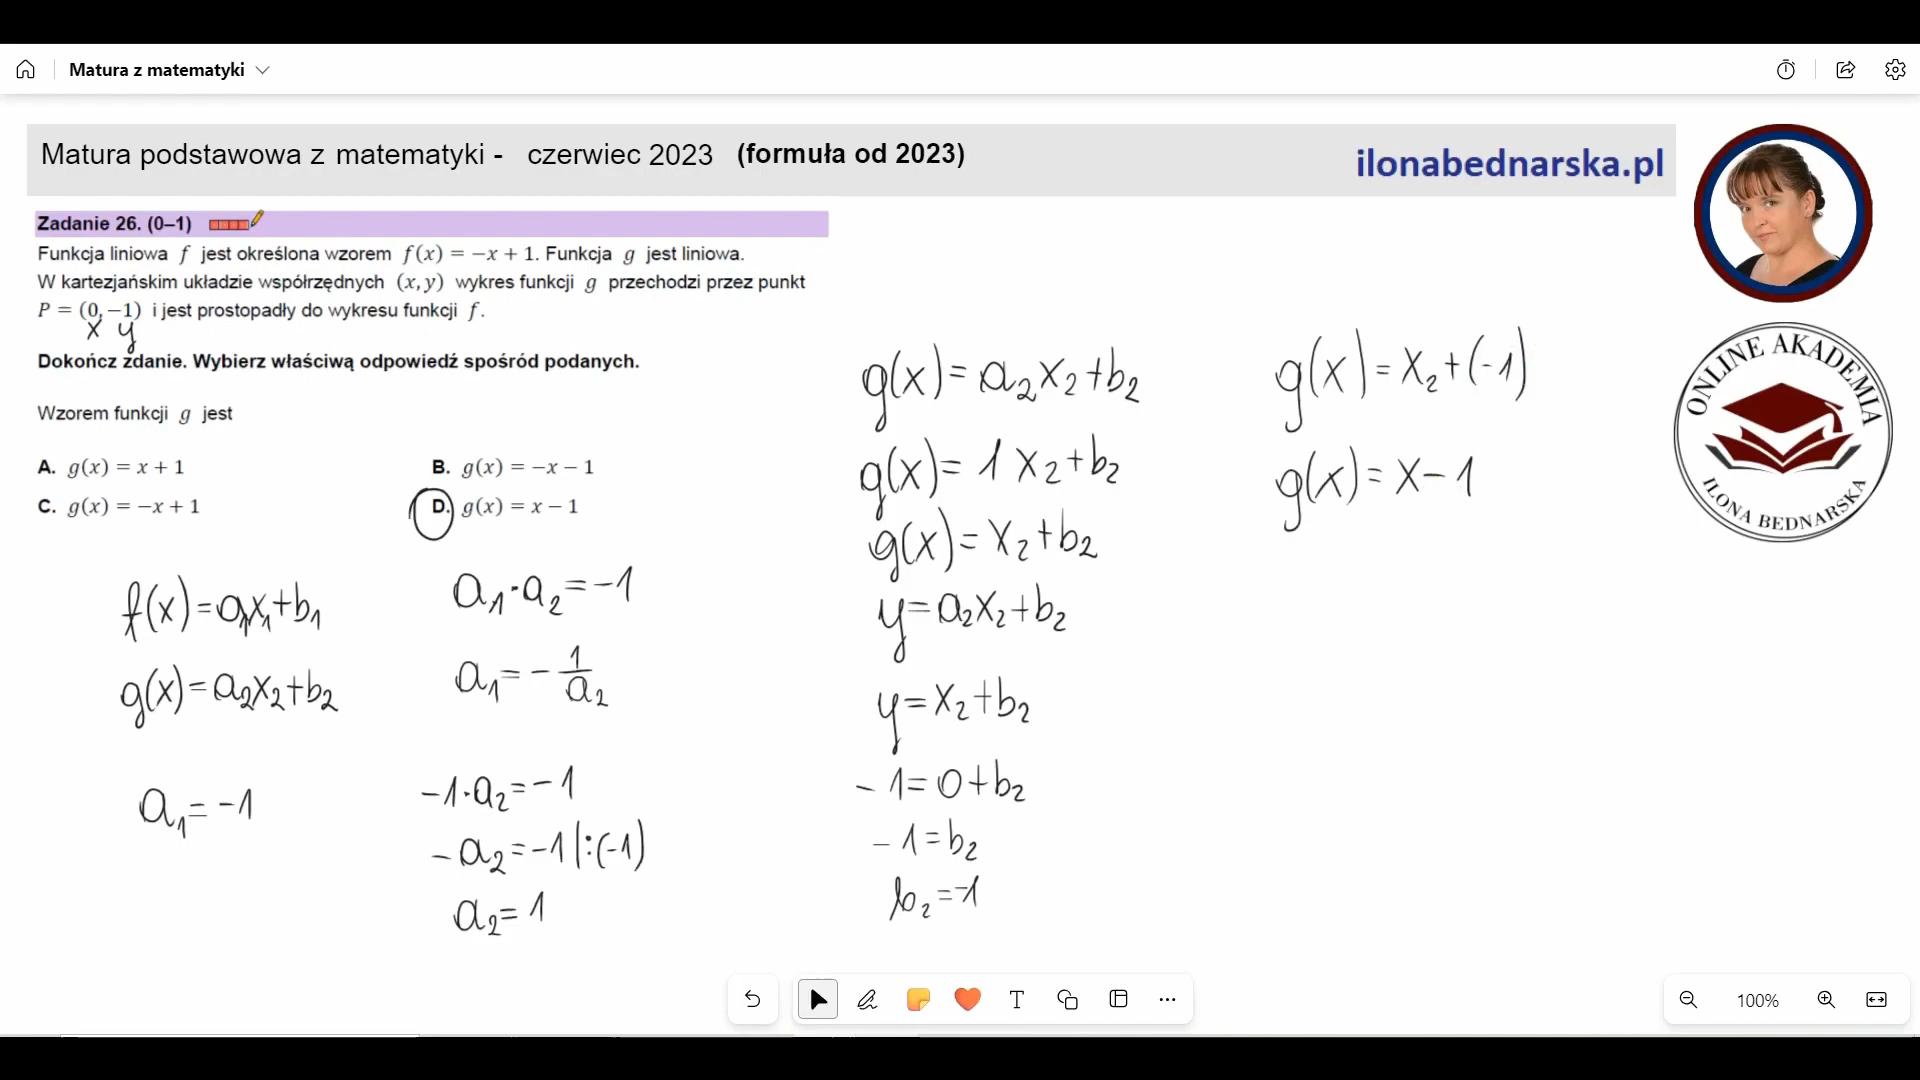 Matura z matematyki
Matura podstawowa z matematyki - czerwiec 2023 (formuła od 2023)
ilonabednarska.pl
Zadanie 26. (0–1)
Funkcja liniowa f jest określona wzorem f(x) = −x + 1. Funkcja g jest liniowa.
W kartezjańskim układzie współrzędnych (x, y) wykres funkcji g przechodzi przez punkt
P = (0, −1) i jest prostopadły do wykresu funkcji f.
x y
Dokończ zdanie. Wybierz właściwą odpowiedź spośród podanych.
Wzorem funkcji g jest
A. g(x) = x + 1
B. g(x) = −x − 1
C. g(x) = −x + 1
D. g(x) = x − 1
f(x) = a₁x₁ + b₁
g(x) = a₂x₂ + b₂
a₁ = −1
a₁ · a₂ = −1
a₁ = − 1/a₂
−1 · a₂ = −1
− a₂ = −1 |:(−1)
a₂ = 1
g(x) = a₂x₂ + b₂
g(x) = 1x₂ + b₂
g(x) = x₂ + b₂
y = a₂x₂ + b₂
y = x₂ + b₂
− 1 = 0 + b₂
− 1 = b₂
b₂ = −1
g(x) = x₂ + (−1)
g(x) = x − 1
ONLINE AKADEMIA
ILONA BEDNARSKA
T
100%